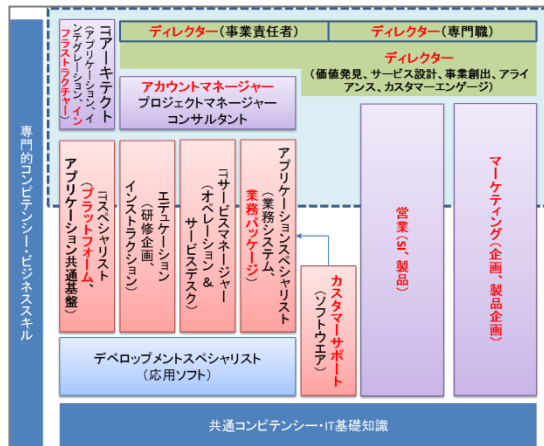 専門的コンピテンシー・ビジネススキル
ITアーキテクト
(アプリケーション、イ
ンテグレーション、イン
フラストラクチャー)
ディレクター(事業責任者)
ディレクター(専門職)
ディレクター
(価値発見、サービス設計、事業創出、アライ
アンス、カスタマーエンゲージ)
アカウントマネージャー
プロジェクトマネージャー
コンサルタント
ITスペシャリスト
(プラットフォーム、
アプリケーション共通基盤)
エデュケーション
(研修企画、
インストラクション)
ITサービスマネージャー
(オペレーション &
サービスデスク)
アプリケーションスペシャリスト
(業務システム、
業務パッケージ)
カスタマーサポート
(ソフトウエア)
営業(SI、製品)
マーケティング(企画、製品企画)
デベロップメントスペシャリスト
(応用ソフト)
共通コンピテンシー・IT基礎知識